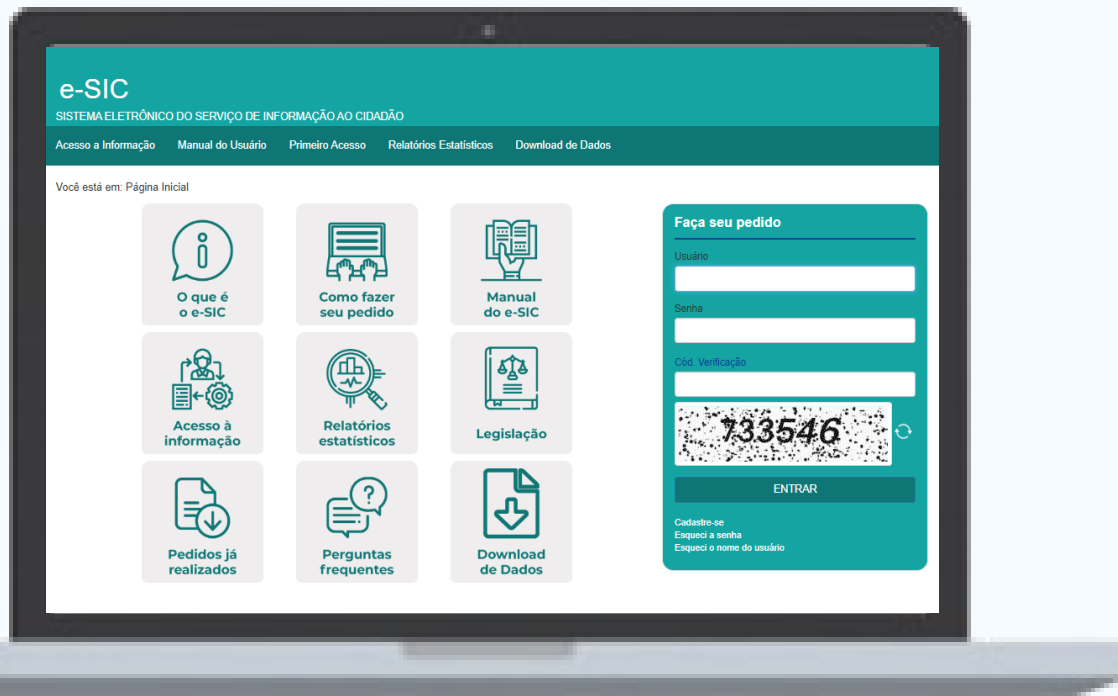 e-SIC
SISTEMA ELETRÔNICO DO SERVIÇO DE INFORMAÇÃO AO CIDADÃO
Acesso a Informação Manual do Usuário Primeiro Acesso Relatórios Estatísticos Download de Dados
Você está em: Página Inicial
O que é
o e-SIC
Como fazer
seu pedido
Manual
do e-SIC
Acesso à
informação
Relatórios
estatísticos
Legislação
Pedidos já
realizados
Perguntas
frequentes
Download
de Dados
Faça seu pedido
Usuário
Senha
Cód. Verificação
733546
ENTRAR
Cadastre-se
Esqueci a senha
Esqueci o nome do usuário